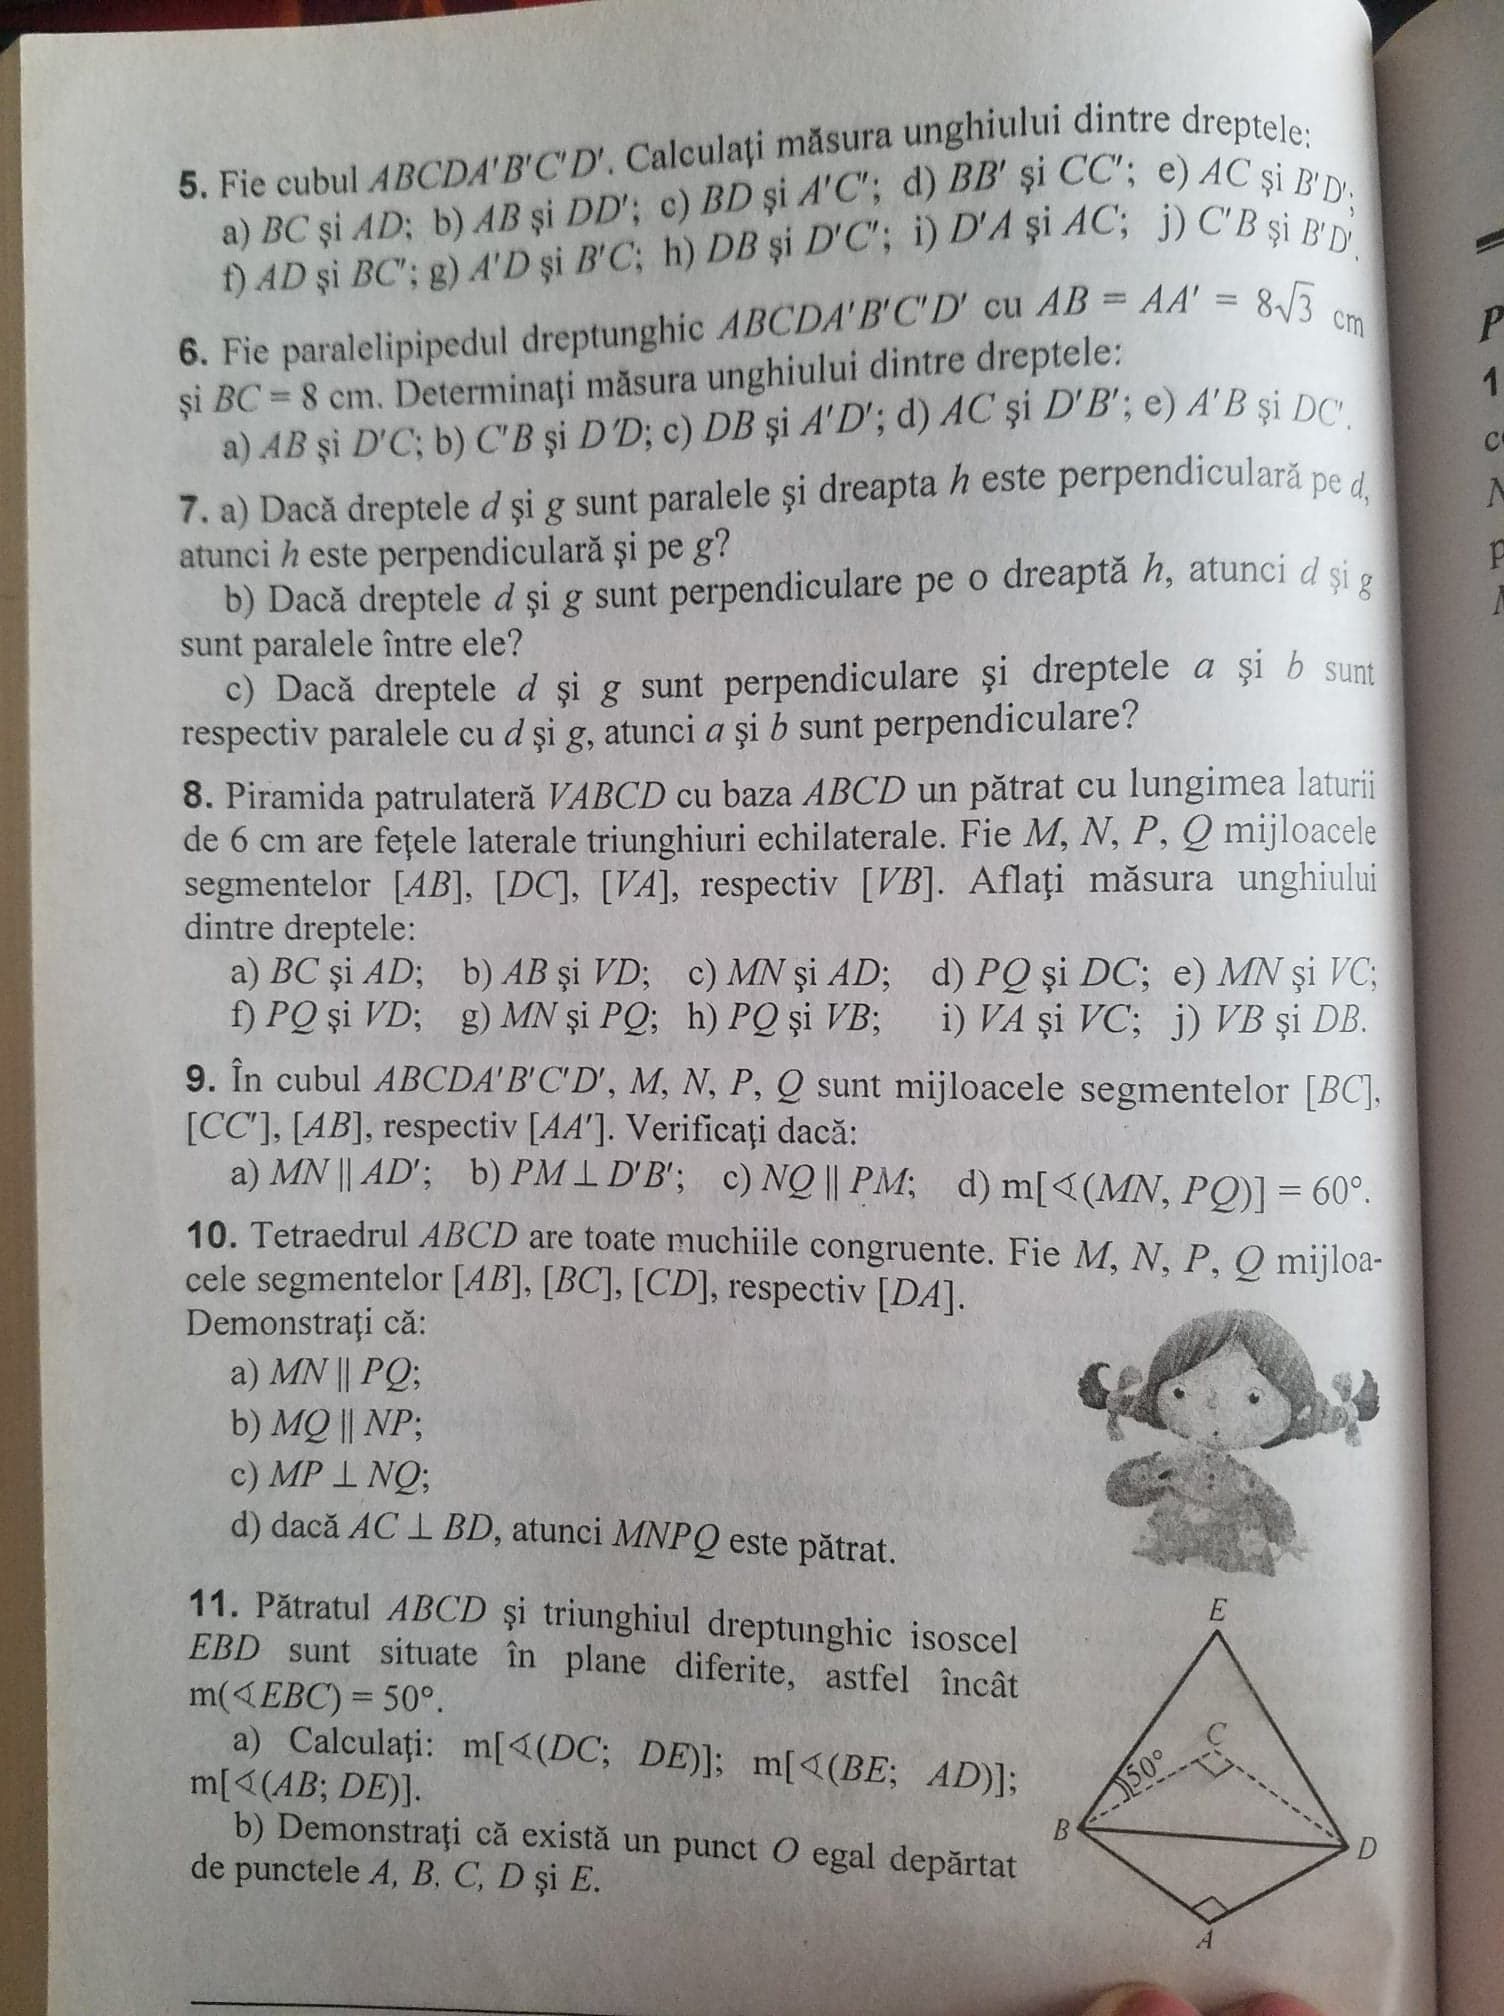 5. Fie cubul ABCDA'B'C'D'. Calculați măsura unghiului dintre dreptele:
a) BC și AD; b) AB și DD'; c) BD și A'C'; d) BB' și CC'; e) AC și B'D';
f) AD și BC'; g) A'D și B'C; h) DB și D'C'; i) D'A și AC; j) C'B și B'D'.
6. Fie paralelipipedul dreptunghic ABCDA'B'C'D' cu AB = AA' = 8√3 cm
și BC = 8 cm. Determinați măsura unghiului dintre dreptele:
a) AB și D'C; b) C'B și D'D; c) DB și A'D'; d) AC și D'B'; e) A'B și DC'.
7. a) Dacă dreptele d și g sunt paralele și dreapta h este perpendiculară pe d,
atunci h este perpendiculară și pe g?
b) Dacă dreptele d și g sunt perpendiculare pe o dreaptă h, atunci d și g
sunt paralele între ele?
c) Dacă dreptele d și g sunt perpendiculare și dreptele a și b sunt
respectiv paralele cu d și g, atunci a și b sunt perpendiculare?
8. Piramida patrulateră VABCD cu baza ABCD un pătrat cu lungimea laturii
de 6 cm are fețele laterale triunghiuri echilaterale. Fie M, N, P, Q mijloacele
segmentelor [AB], [DC], [VA], respectiv [VB]. Aflați măsura unghiului
dintre dreptele:
a) BC și AD; b) AB și VD; c) MN și AD; d) PQ și DC; e) MN și VC;
f) PQ și VD; g) MN și PQ; h) PQ și VB; i) VA și VC; j) VB și DB.
9. În cubul ABCDA'B'C'D', M, N, P, Q sunt mijloacele segmentelor [BC],
[CC'], [AB], respectiv [AA']. Verificați dacă:
a) MN || AD'; b) PM ⊥ D'B'; c) NQ || PM; d) m[∢(MN, PQ)] = 60°.
10. Tetraedrul ABCD are toate muchiile congruente. Fie M, N, P, Q mijloa-
cele segmentelor [AB], [BC], [CD], respectiv [DA].
Demonstrați că:
a) MN || PQ;
b) MQ || NP;
c) MP ⊥ NQ;
d) dacă AC ⊥ BD, atunci MNPQ este pătrat.
11. Pătratul ABCD și triunghiul dreptunghic isoscel
EBD sunt situate în plane diferite, astfel încât
m(∢EBC) = 50°.
a) Calculați: m[∢(DC; DE)]; m[∢(BE; AD)];
m[∢(AB; DE)].
b) Demonstrați că există un punct O egal depărtat
de punctele A, B, C, D și E.
E
C
50°
B
D
A